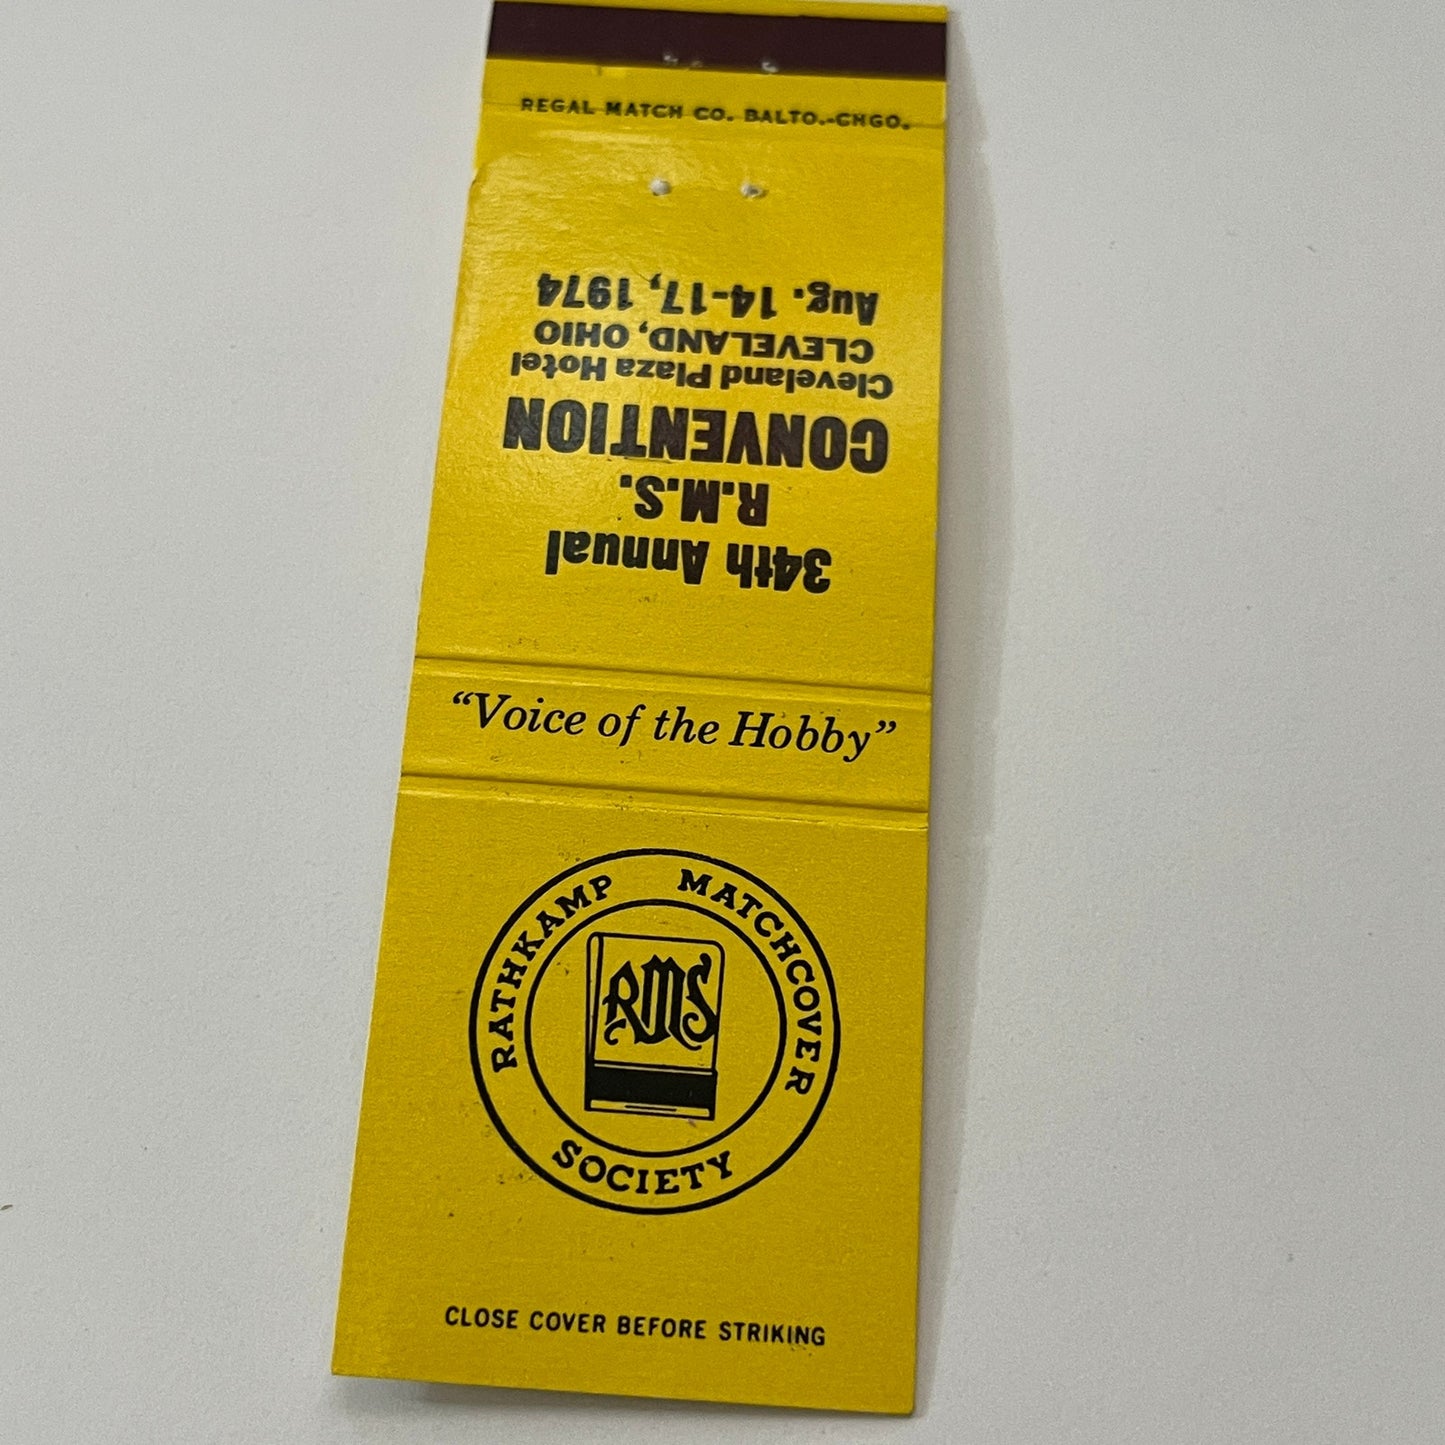 REGAL MATCH CO. BALTO.-CHGO.
34th Annual
R.M.S.
CONVENTION
Cleveland Plaza Hotel
CLEVELAND, OHIO
Aug. 14-17, 1974
“Voice of the Hobby”
RATHKAMP MATCHCOVER
SOCIETY
RMS
CLOSE COVER BEFORE STRIKING